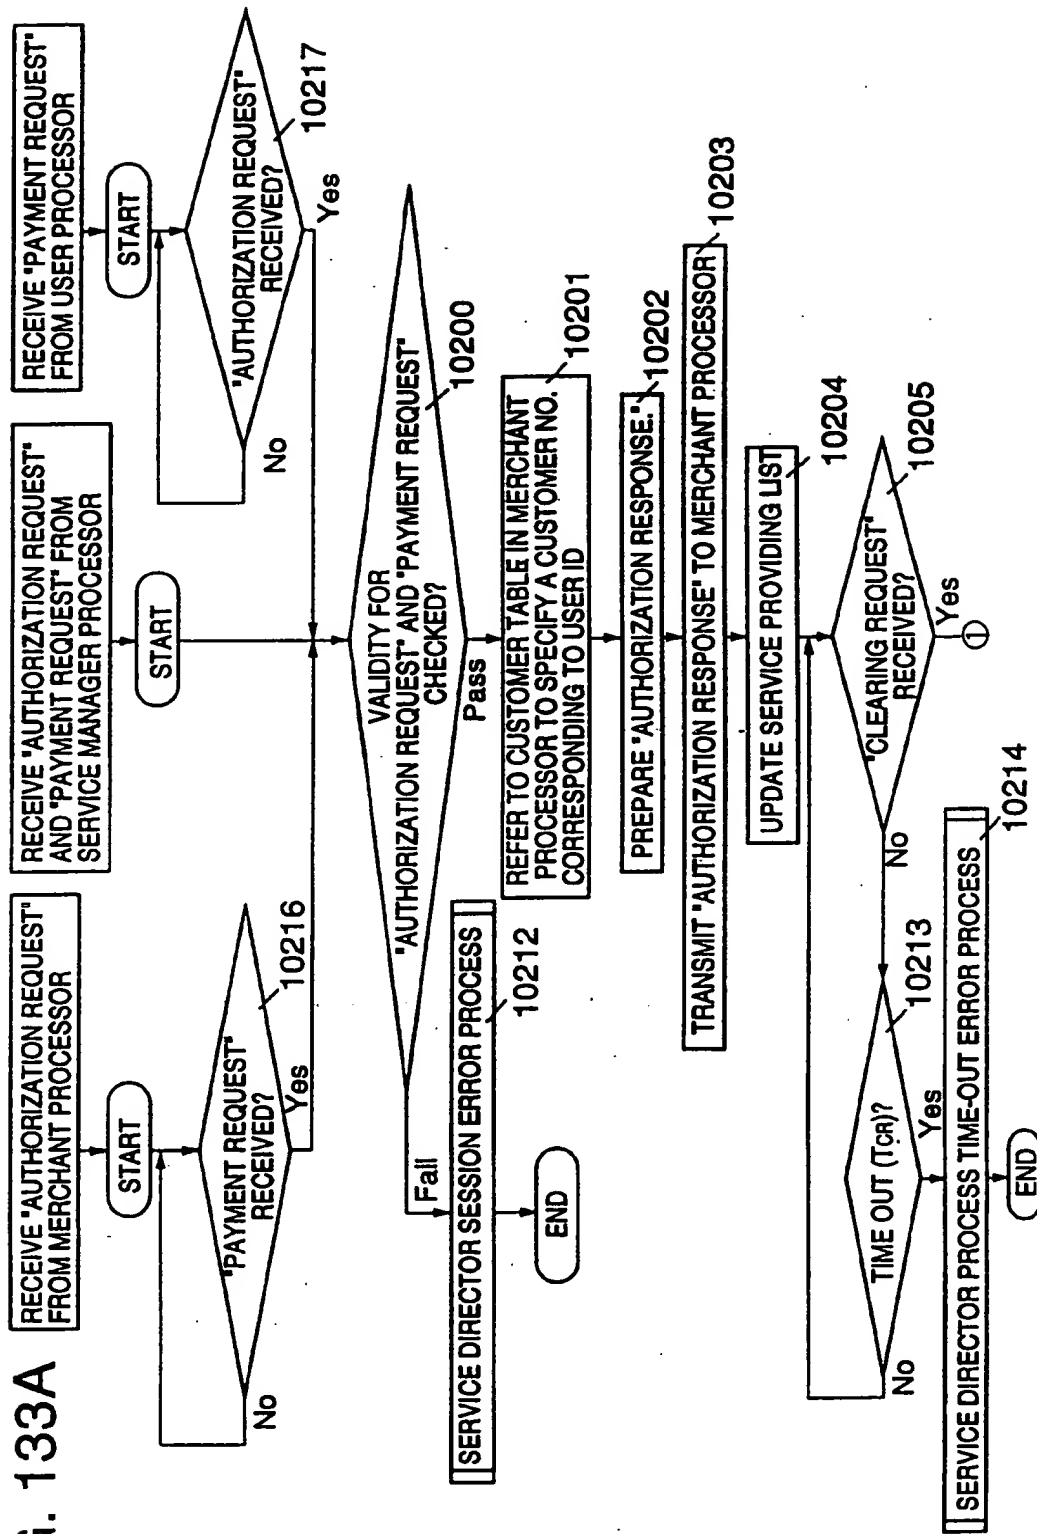 133A
RECEIVE "AUTHORIZATION REQUEST"
FROM MERCHANT PROCESSOR
START
"PAYMENT REQUEST"
RECEIVED?
10216
No
Yes
RECEIVE "AUTHORIZATION REQUEST"
AND "PAYMENT REQUEST" FROM
SERVICE MANAGER PROCESSOR
START
RECEIVE "PAYMENT REQUEST"
FROM USER PROCESSOR
START
"AUTHORIZATION REQUEST"
RECEIVED?
10217
No
Yes
VALIDITY FOR
"AUTHORIZATION REQUEST" AND "PAYMENT REQUEST"
CHECKED?
10200
Fail
Pass
SERVICE DIRECTOR SESSION ERROR PROCESS
10212
END
REFER TO CUSTOMER TABLE IN MERCHANT
PROCESSOR TO SPECIFY A CUSTOMER NO.
CORRESPONDING TO USER ID
10201
PREPARE "AUTHORIZATION RESPONSE."
10202
TRANSMIT "AUTHORIZATION RESPONSE" TO MERCHANT PROCESSOR
10203
UPDATE SERVICE PROVIDING LIST
10204
"CLEARING REQUEST"
RECEIVED?
10205
No
Yes
1
TIME OUT (TCR)?
10213
No
Yes
SERVICE DIRECTOR PROCESS TIME-OUT ERROR PROCESS
10214
END